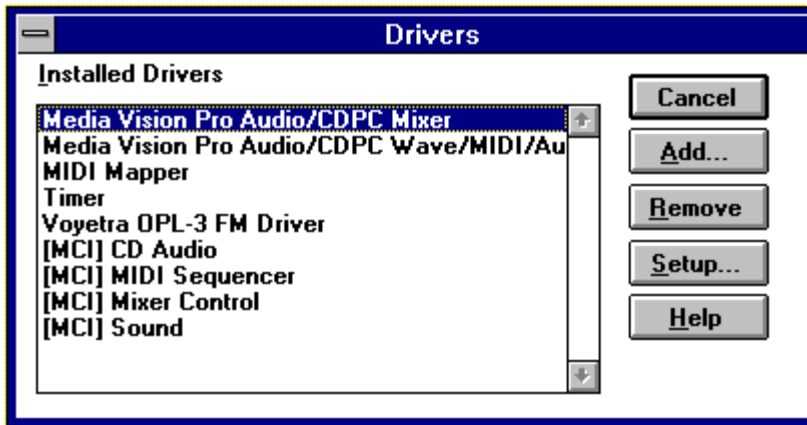 Drivers
Installed Drivers
Media Vision Pro Audio/CDPC Mixer
Media Vision Pro Audio/CDPC Wave/MIDI/Au
MIDI Mapper
Timer
Voyetra OPL-3 FM Driver
[MCI] CD Audio
[MCI] MIDI Sequencer
[MCI] Mixer Control
[MCI] Sound
Cancel
Add...
Remove
Setup...
Help